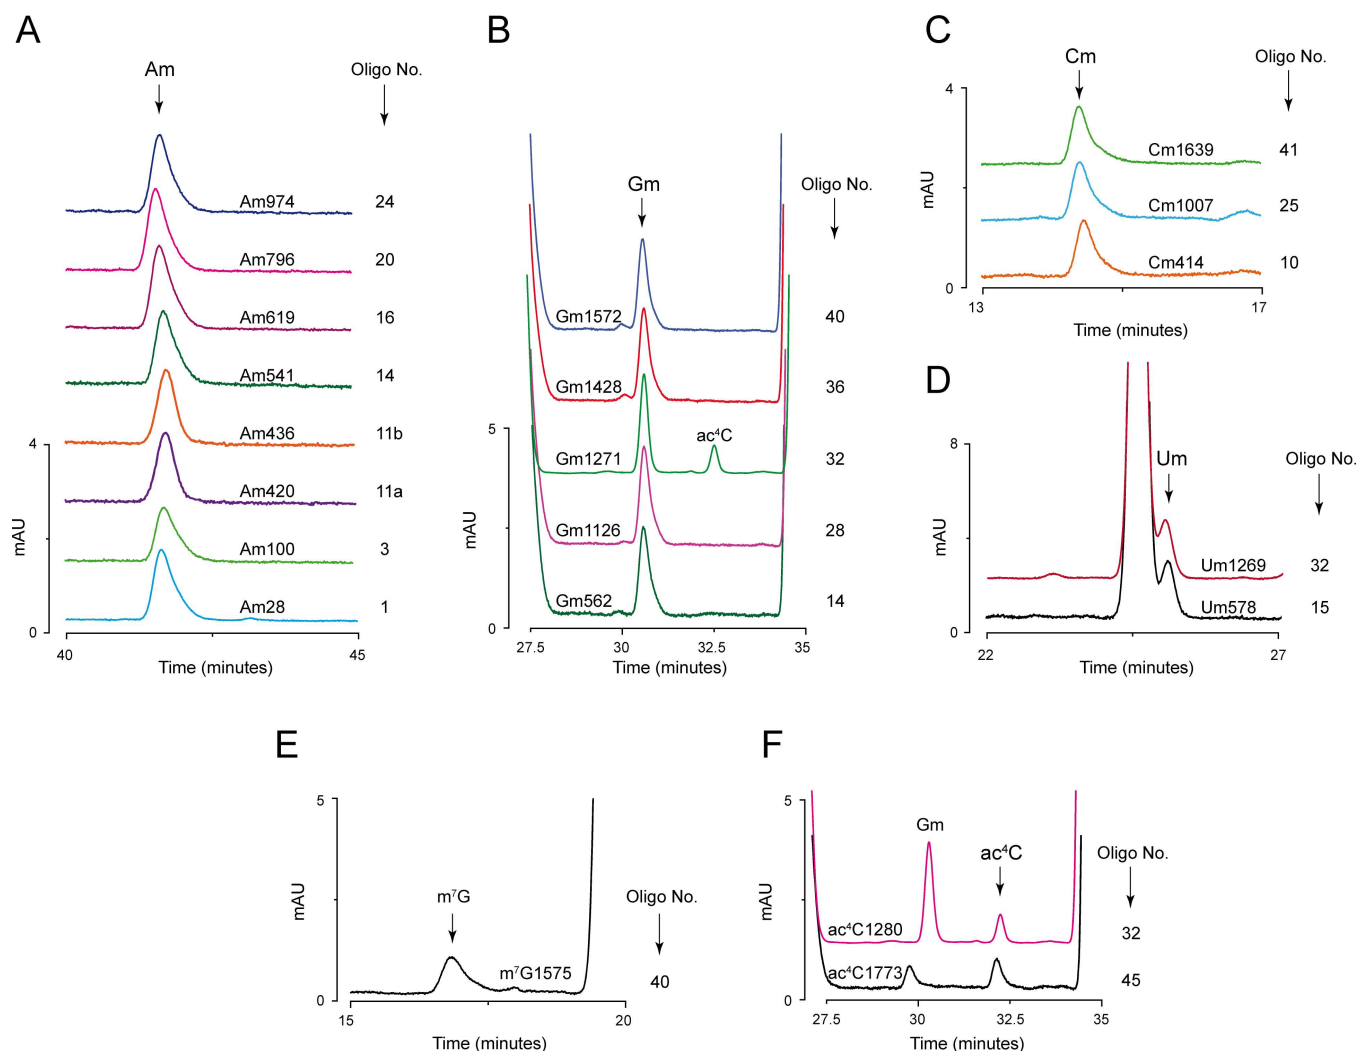 A
Am
Oligo No.
Am974
24
Am796
20
Am619
16
Am541
14
Am436
11b
Am420
11a
Am100
3
Am28
1
4
0
mAU
40
45
Time (minutes)
B
Gm
Oligo No.
Gm1572
40
Gm1428
36
ac⁴C
Gm1271
32
Gm1126
28
Gm562
14
5
0
mAU
27.5
30
32.5
35
Time (minutes)
C
Cm
Oligo No.
Cm1639
41
Cm1007
25
Cm414
10
4
0
mAU
13
17
Time (minutes)
D
Um
Oligo No.
Um1269
32
Um578
15
8
0
mAU
22
27
Time (minutes)
E
m⁷G
Oligo No.
m⁷G1575
40
5
0
mAU
15
20
Time (minutes)
F
Gm
ac⁴C
Oligo No.
ac⁴C1280
32
ac⁴C1773
45
5
0
mAU
27.5
30
32.5
35
Time (minutes)